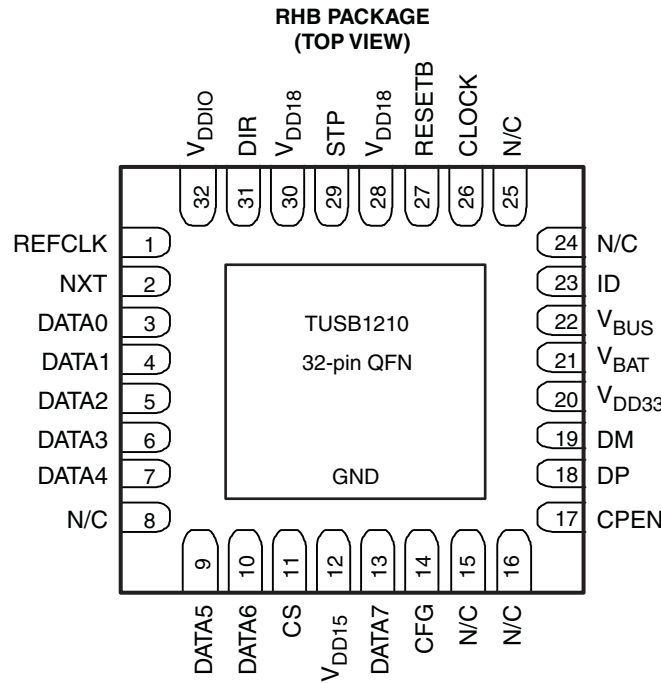 RHB PACKAGE
(TOP VIEW)
VDDIO
DIR
VDD18
STP
VDD18
RESETB
CLOCK
N/C
32
31
30
29
28
27
26
25
REFCLK 1
NXT 2
DATA0 3
DATA1 4
DATA2 5
DATA3 6
DATA4 7
N/C 8
TUSB1210
32-pin QFN
GND
24 N/C
23 ID
22 VBUS
21 VBAT
20 VDD33
19 DM
18 DP
17 CPEN
9
10
11
12
13
14
15
16
DATA5
DATA6
CS
VDD15
DATA7
CFG
N/C
N/C